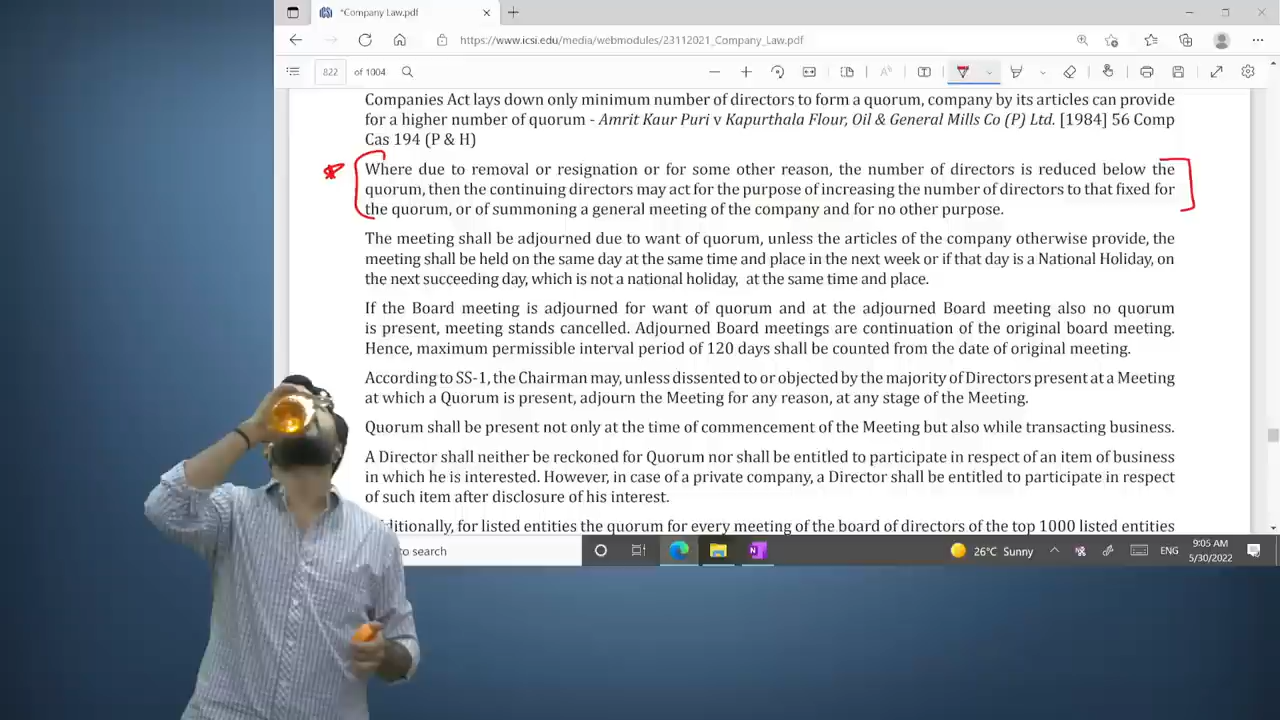 *Company Law.pdf
https://www.icsi.edu/media/webmodules/23112021_Company_Law.pdf
822 of 1004
Companies Act lays down only minimum number of directors to form a quorum, company by its articles can provide
for a higher number of quorum - Amrit Kaur Puri v Kapurthala Flour, Oil & General Mills Co (P) Ltd. [1984] 56 Comp
Cas 194 (P & H)
Where due to removal or resignation or for some other reason, the number of directors is reduced below the
quorum, then the continuing directors may act for the purpose of increasing the number of directors to that fixed for
the quorum, or of summoning a general meeting of the company and for no other purpose.
The meeting shall be adjourned due to want of quorum, unless the articles of the company otherwise provide, the
meeting shall be held on the same day at the same time and place in the next week or if that day is a National Holiday, on
the next succeeding day, which is not a national holiday, at the same time and place.
If the Board meeting is adjourned for want of quorum and at the adjourned Board meeting also no quorum
is present, meeting stands cancelled. Adjourned Board meetings are continuation of the original board meeting.
Hence, maximum permissible interval period of 120 days shall be counted from the date of original meeting.
According to SS-1, the Chairman may, unless dissented to or objected by the majority of Directors present at a Meeting
at which a Quorum is present, adjourn the Meeting for any reason, at any stage of the Meeting.
Quorum shall be present not only at the time of commencement of the Meeting but also while transacting business.
A Director shall neither be reckoned for Quorum nor shall be entitled to participate in respect of an item of business
in which he is interested. However, in case of a private company, a Director shall be entitled to participate in respect
of such item after disclosure of his interest.
ditionally, for listed entities the quorum for every meeting of the board of directors of the top 1000 listed entities
to search
26°C Sunny
ENG
9:05 AM
5/30/2022